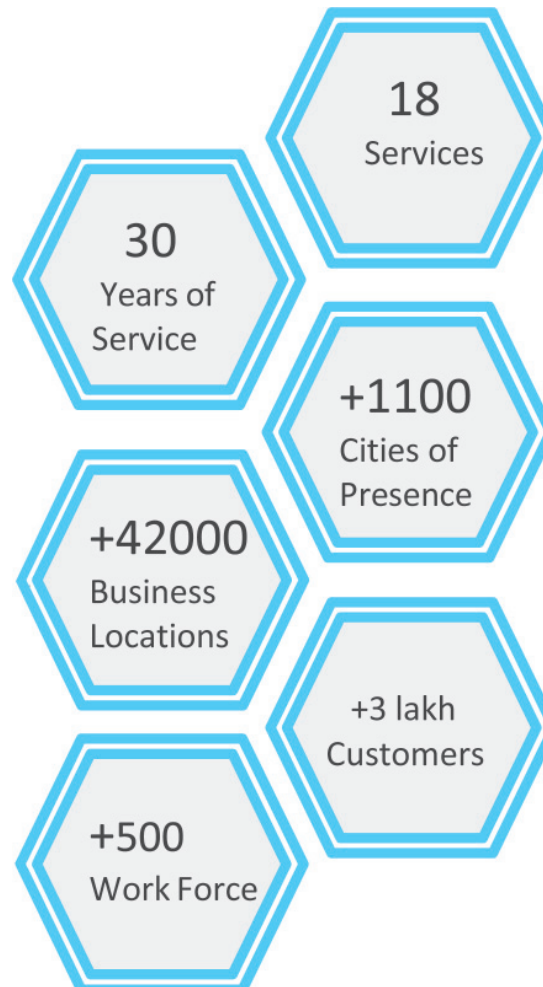 18
Services
30
Years of
Service
+1100
Cities of
Presence
+42000
Business
Locations
+3 lakh
Customers
+500
Work Force